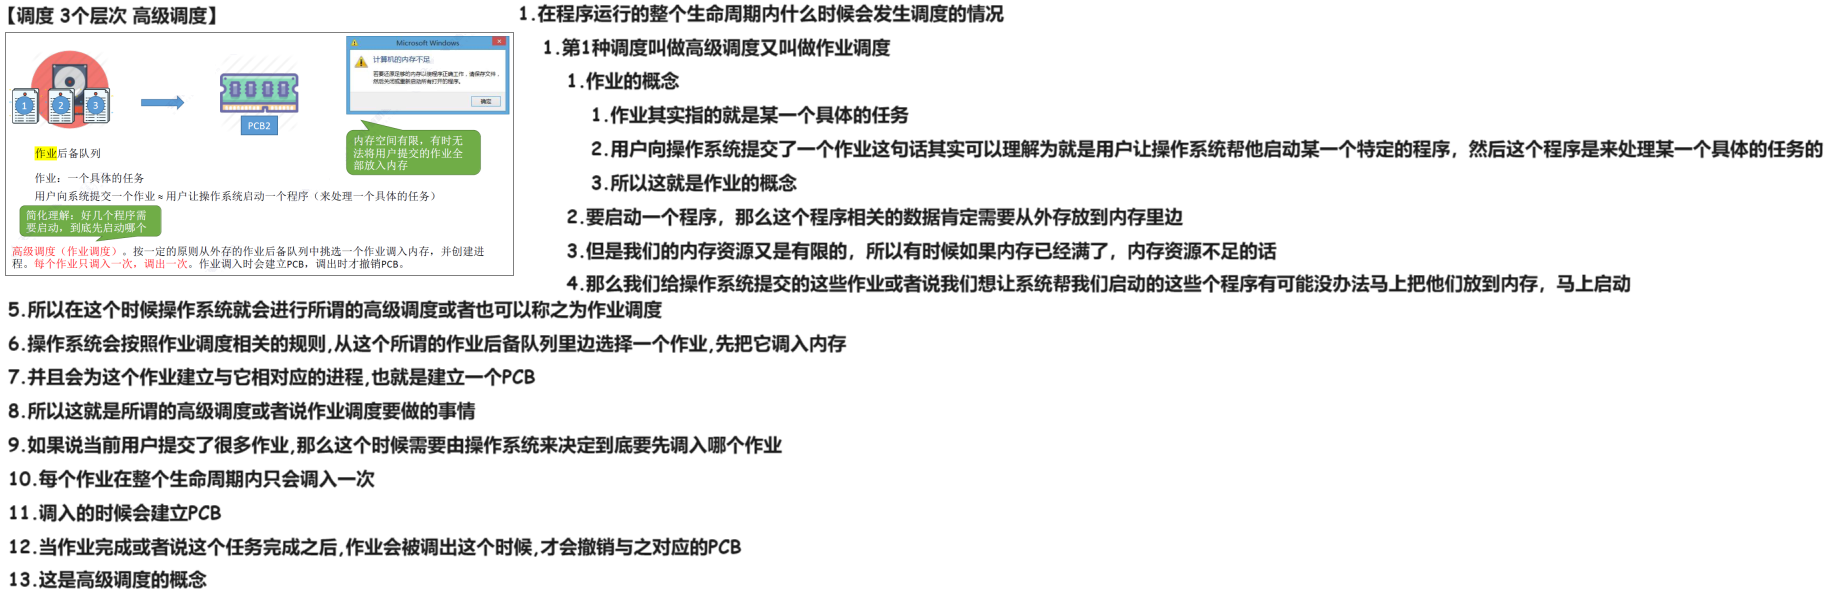 【调度 3个层次 高级调度】
1
2
3
PCB2
Microsoft Windows
计算机的内存不足
若要还原足够的内存以使程序正确工作，请保存文件，
然后关闭或重新启动所有打开的程序。
确定
内存空间有限，有时无
法将用户提交的作业全
部放入内存
作业后备队列
作业：一个具体的任务
用户向系统提交一个作业 ≈ 用户让操作系统启动一个程序（来处理一个具体的任务）
简化理解：好几个程序需
要启动，到底先启动哪个
高级调度（作业调度）。按一定的原则从外存的作业后备队列中挑选一个作业调入内存，并创建进
程。每个作业只调入一次，调出一次。作业调入时会建立PCB，调出时才撤销PCB。
1.在程序运行的整个生命周期内什么时候会发生调度的情况
1.第1种调度叫做高级调度又叫做作业调度
1.作业的概念
1.作业其实指的就是某一个具体的任务
2.用户向操作系统提交了一个作业这句话其实可以理解为就是用户让操作系统帮他启动某一个特定的程序，然后这个程序是来处理某一个具体的任务的
3.所以这就是作业的概念
2.要启动一个程序，那么这个程序相关的数据肯定需要从外存放到内存里边
3.但是我们的内存资源又是有限的，所以有时候如果内存已经满了，内存资源不足的话
4.那么我们给操作系统提交的这些作业或者说我们想让系统帮我们启动的这些个程序有可能没办法马上把他们放到内存，马上启动
5.所以在这个时候操作系统就会进行所谓的高级调度或者也可以称之为作业调度
6.操作系统会按照作业调度相关的规则,从这个所谓的作业后备队列里边选择一个作业,先把它调入内存
7.并且会为这个作业建立与它相对应的进程,也就是建立一个PCB
8.所以这就是所谓的高级调度或者说作业调度要做的事情
9.如果说当前用户提交了很多作业,那么这个时候需要由操作系统来决定到底要先调入哪个作业
10.每个作业在整个生命周期内只会调入一次
11.调入的时候会建立PCB
12.当作业完成或者说这个任务完成之后,作业会被调出这个时候,才会撤销与之对应的PCB
13.这是高级调度的概念